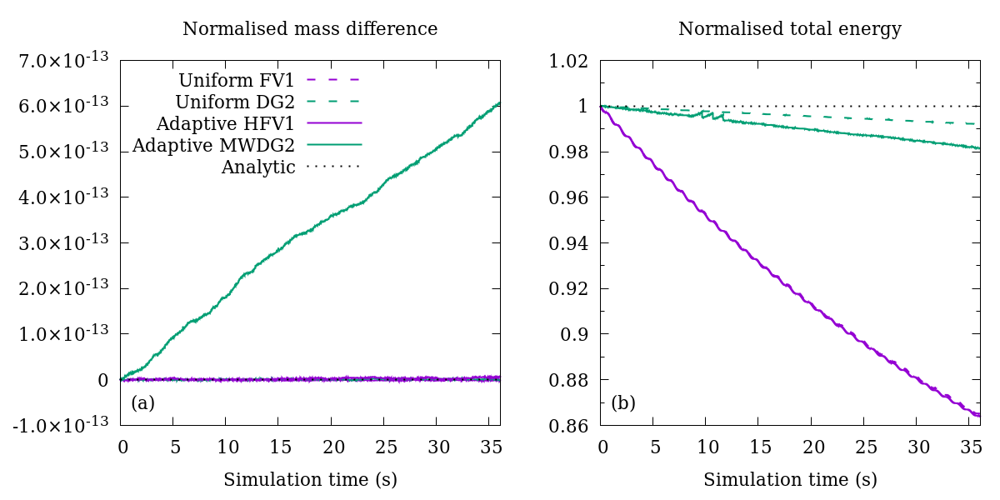 Normalised mass difference
7.0×10-13
6.0×10-13
5.0×10-13
4.0×10-13
3.0×10-13
2.0×10-13
1.0×10-13
0
-1.0×10-13
Uniform FV1
Uniform DG2
Adaptive HFV1
Adaptive MWDG2
Analytic
(a)
0 5 10 15 20 25 30 35
Simulation time (s)
Normalised total energy
1.02
1
0.98
0.96
0.94
0.92
0.9
0.88
0.86
(b)
0 5 10 15 20 25 30 35
Simulation time (s)